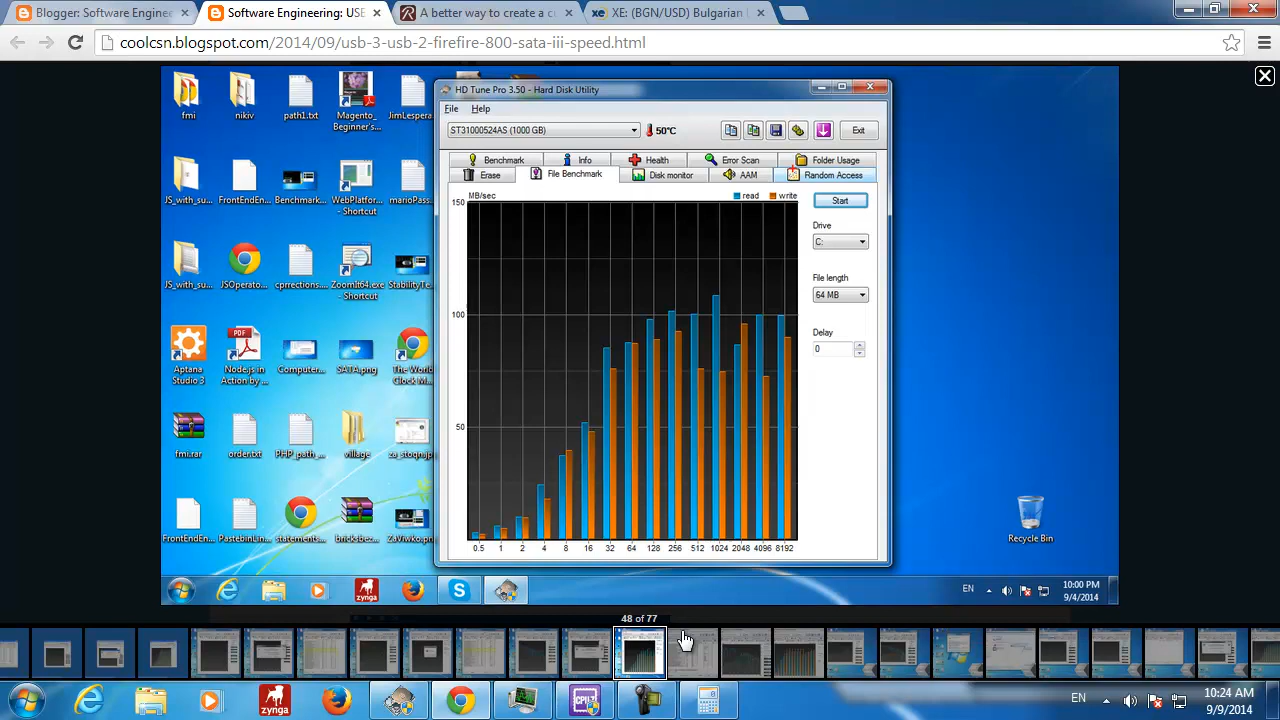 Blogger: Software Enginee
Software Engineering: USE
A better way to create a c
XE: (BGN/USD) Bulgarian
coolcsn.blogspot.com/2014/09/usb-3-usb-2-firefire-800-sata-iii-speed.html
fmi
nikiv
path1.txt
Magento_
Beginner's...
JimLespera
JS_with_su...
FrontEndEn...
Benchmark...
WebPlatfor...
- Shortcut
marioPass.
JS_with_su...
JSOperato...
cprrections....
ZoomIt64.exe
- Shortcut
StabilityTe
Aptana
Studio 3
Node.js in
Action by ...
Computer...
SATA.png
The World
Clock M...
fmi.rar
order.txt
PHP_path_...
village
za_stoqnjp
FrontEndEn...
PastebinLin...
statements...
bricksbez...
zaViwko.pn
HD Tune Pro 3.50 - Hard Disk Utility
File Help
ST31000524AS (1000 GB)
50°C
Exit
Benchmark
Info
Health
Error Scan
Folder Usage
Erase
File Benchmark
Disk monitor
AAM
Random Access
MB/sec
read
write
150
100
50
0.5 1 2 4 8 16 32 64 128 256 512 1024 2048 4096 8192
Start
Drive
C:
File length
64 MB
Delay
0
Recycle Bin
zynga
EN
10:00 PM
9/4/2014
48 of 77
zynga
CPU-Z
EN
10:24 AM
9/9/2014